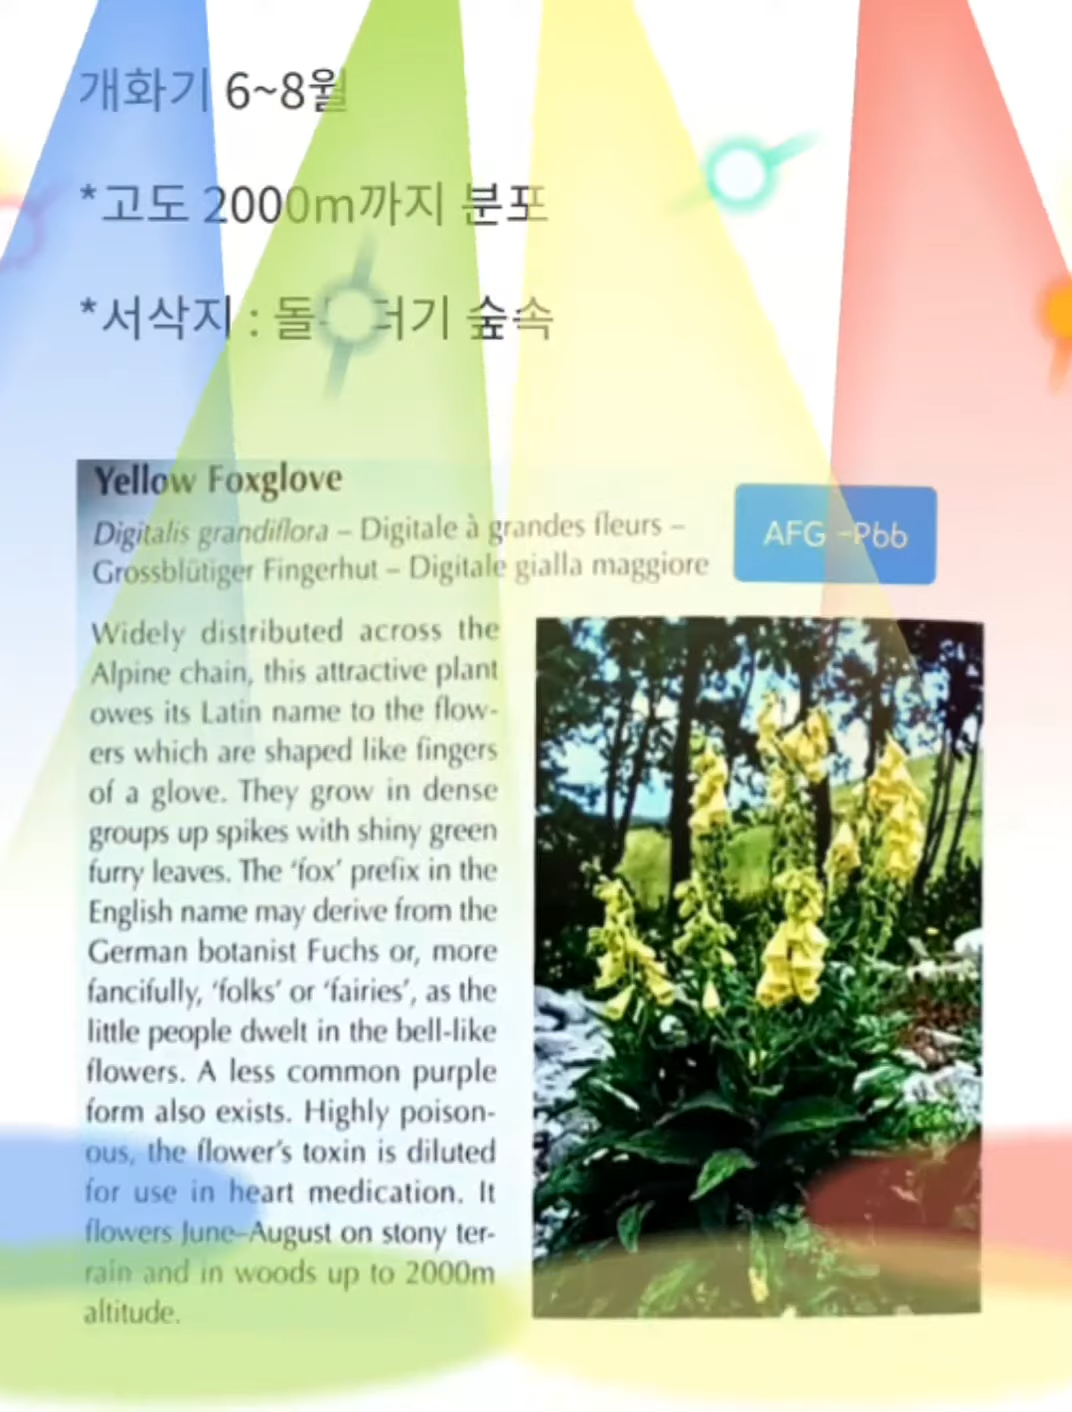 개화기 6~8월
*고도 2000m까지 분포
*서삭지 : 숲속
Yellow Foxglove
Digitalis grandiflora – Digitale à grandes fleurs –
AFG -Pbb
Grossblütiger Fingerhut – Digitale gialla maggiore
Widely distributed across the
Alpine chain, this attractive plant
owes its Latin name to the flow-
ers which are shaped like fingers
of a glove. They grow in dense
groups up spikes with shiny green
furry leaves. The ‘fox’ prefix in the
English name may derive from the
German botanist Fuchs or, more
fancifully, ‘folks’ or ‘fairies’, as the
little people dwelt in the bell-like
flowers. A less common purple
form also exists. Highly poison-
ous, the flower’s toxin is diluted
for use in heart medication. It
flowers June–August on stony ter-
rain and in woods up to 2000m
altitude.